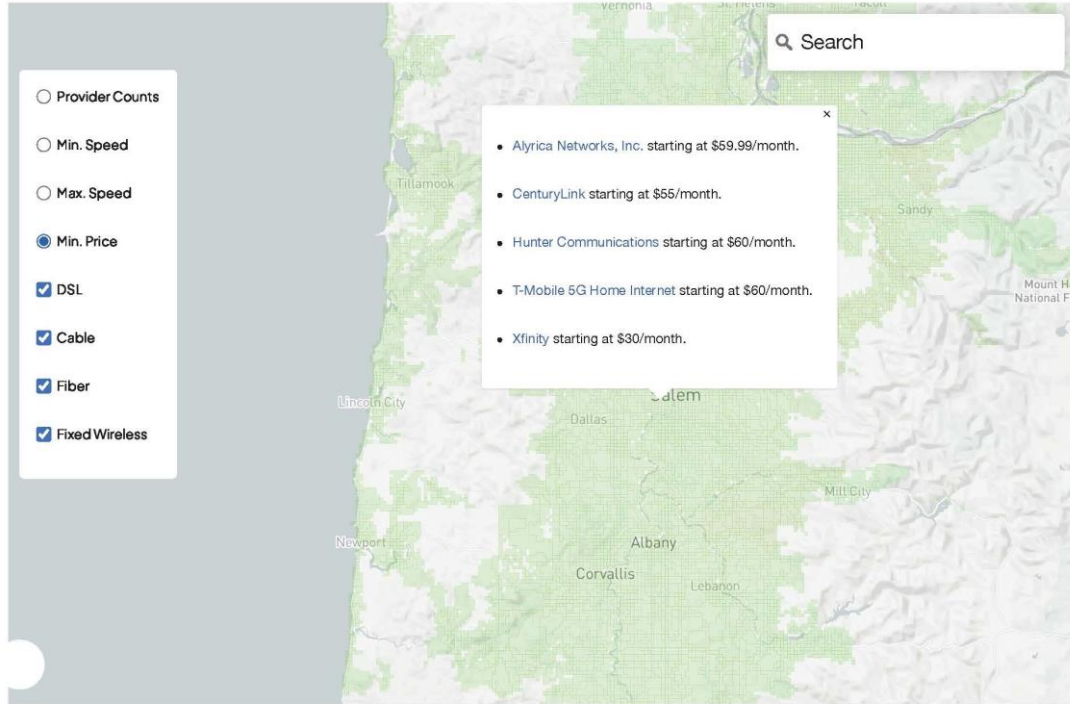 Vernonia
St. Helens
Yacolt
Search
Provider Counts
Min. Speed
Max. Speed
Min. Price
DSL
Cable
Fiber
Fixed Wireless
×
Alyrica Networks, Inc. starting at $59.99/month.
CenturyLink starting at $55/month.
Hunter Communications starting at $60/month.
T-Mobile 5G Home Internet starting at $60/month.
Xfinity starting at $30/month.
Tillamook
Sandy
Mount H
National F
Lincoln City
Salem
Dallas
Mill City
Newport
Albany
Corvallis
Lebanon